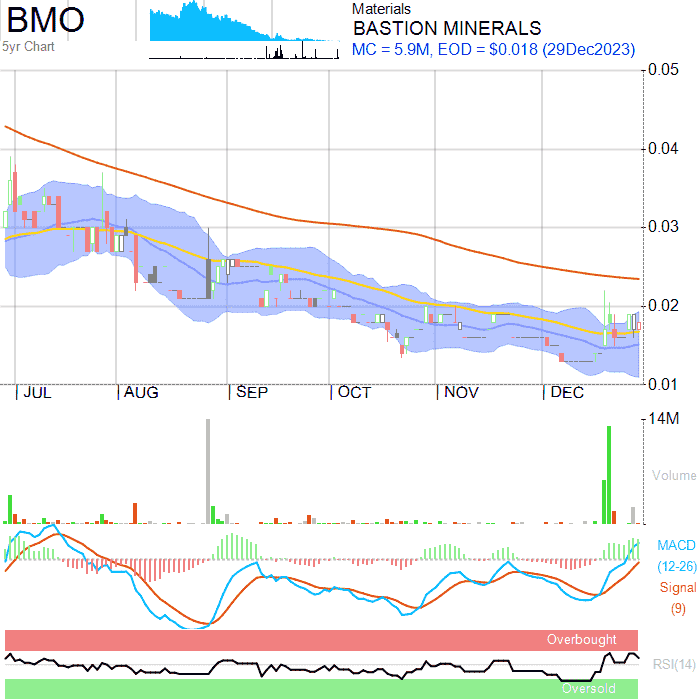 BMO
5yr Chart
Materials
BASTION MINERALS
MC = 5.9M, EOD = $0.018 (29Dec2023)
0.05
0.04
0.03
0.02
0.01
JUL AUG SEP OCT NOV DEC
14M
Volume
MACD
(12-26)
Signal
(9)
Overbought
RSI(14)
Oversold